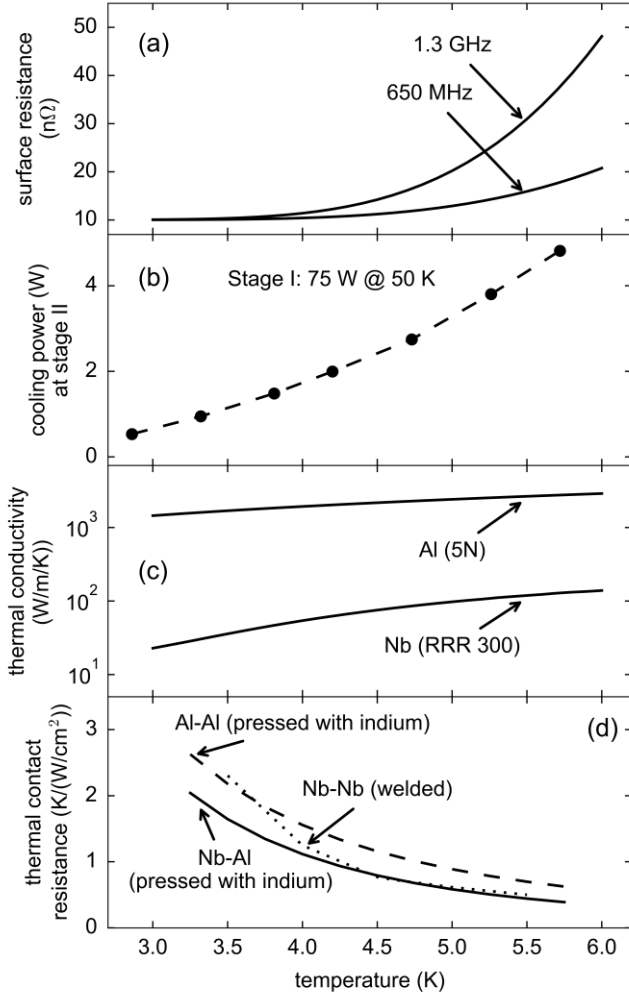 50
40
30
20
10
surface resistance
(nΩ)
(a)
1.3 GHz
650 MHz
4
2
0
cooling power (W)
at stage II
(b)
Stage I: 75 W @ 50 K
10³
10²
10¹
thermal conductivity
(W/m/K))
(c)
Al (5N)
Nb (RRR 300)
3
2
1
0
thermal contact
resistance (K/(W/cm²))
(d)
Al-Al (pressed with indium)
Nb-Nb (welded)
Nb-Al
(pressed with indium)
3.0 3.5 4.0 4.5 5.0 5.5 6.0
temperature (K)